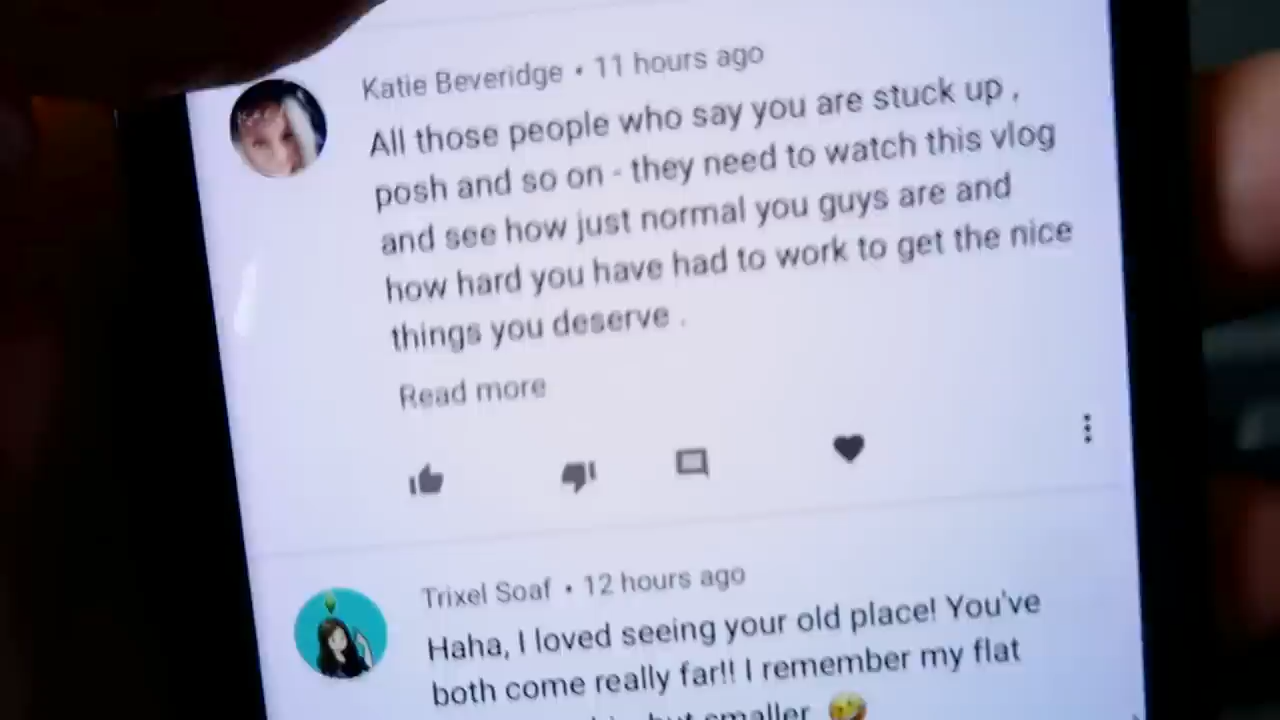 Katie Beveridge • 11 hours ago
All those people who say you are stuck up ,
posh and so on - they need to watch this vlog
and see how just normal you guys are and
how hard you have had to work to get the nice
things you deserve .
Read more
Trixel Soaf • 12 hours ago
Haha, I loved seeing your old place! You've
both come really far!! I remember my flat
but smaller 🤣